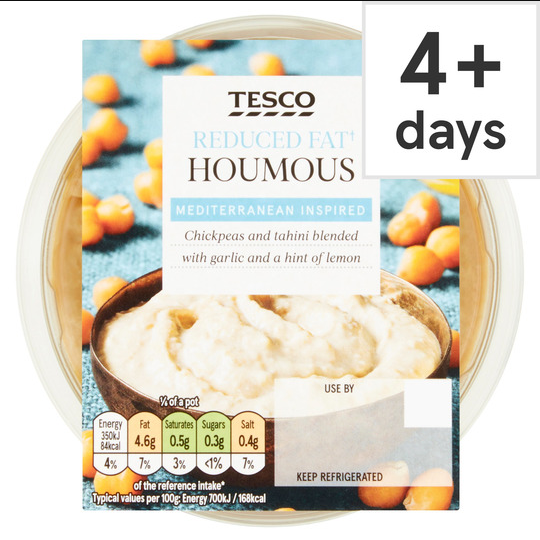 4+
days
TESCO
REDUCED FAT†
HOUMOUS
MEDITERRANEAN INSPIRED
Chickpeas and tahini blended
with garlic and a hint of lemon
USE BY
¼ of a pot
Energy Fat Saturates Sugars Salt
350kJ
84kcal 4.6g 0.5g 0.3g 0.4g
4% 7% 3% <1% 7%
KEEP REFRIGERATED
of the reference intake*
Typical values per 100g: Energy 700kJ / 168kcal